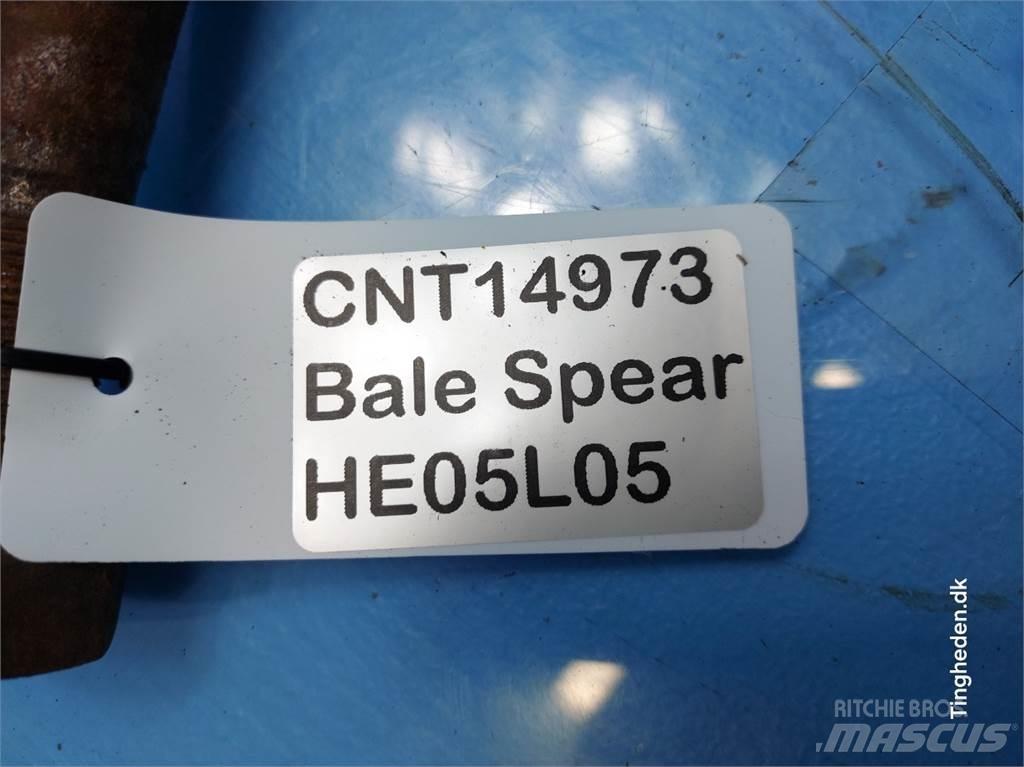 CNT14973
Bale Spear
HE05L05
Tingheden.dk
RITCHIE BROS
MASCUS